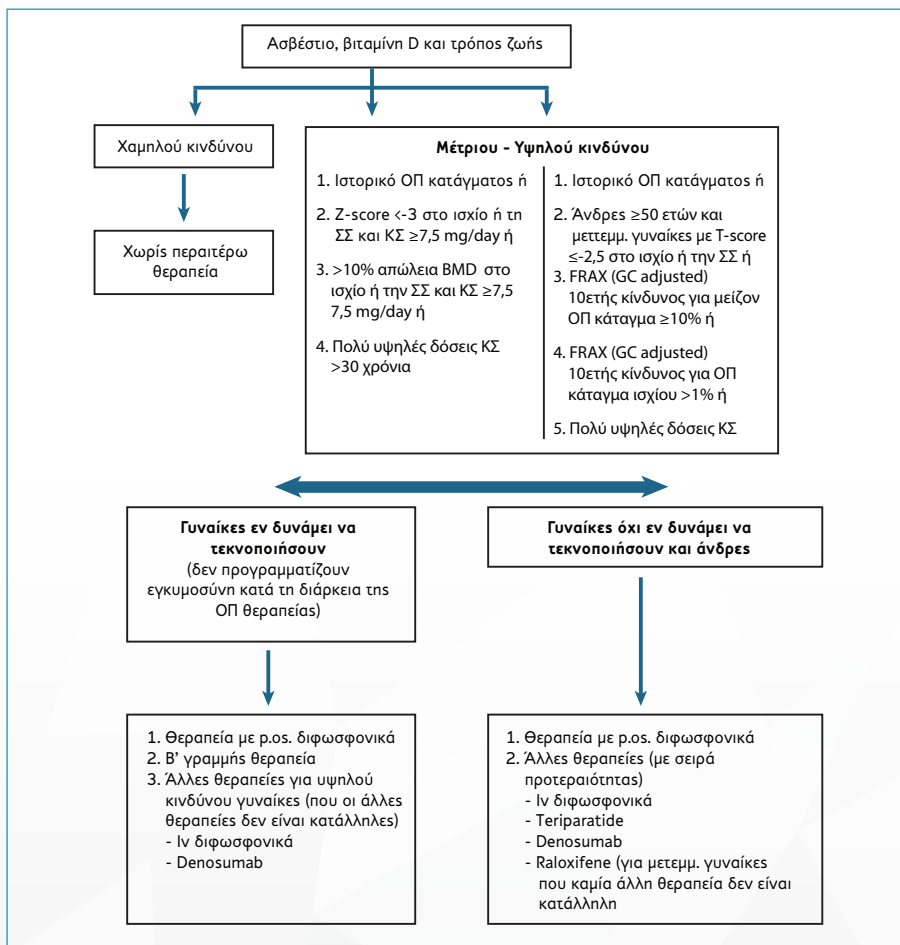 Ασβέστιο, βιταμίνη D και τρόπος ζωής
Χαμηλού κινδύνου
Χωρίς περαιτέρω
θεραπεία
Μέτριου - Υψηλού κινδύνου
1. Ιστορικό ΟΠ κατάγματος ή
2. Z-score <-3 στο ισχίο ή τη
ΣΣ και ΚΣ ≥7,5 mg/day ή
3. >10% απώλεια BMD στο
ισχίο ή την ΣΣ και ΚΣ ≥7,5
7,5 mg/day ή
4. Πολύ υψηλές δόσεις ΚΣ
>30 χρόνια
1. Ιστορικό ΟΠ κατάγματος ή
2. Άνδρες ≥50 ετών και
μεττεμμ. γυναίκες με T-score
≤-2,5 στο ισχίο ή την ΣΣ ή
3. FRAX (GC adjusted)
10ετής κίνδυνος για μείζον
ΟΠ κάταγμα ≥10% ή
4. FRAX (GC adjusted)
10ετής κίνδυνος για ΟΠ
κάταγμα ισχίου >1% ή
5. Πολύ υψηλές δόσεις ΚΣ
Γυναίκες εν δυνάμει να
τεκνοποιήσουν
(δεν προγραμματίζουν
εγκυμοσύνη κατά τη διάρκεια της
ΟΠ θεραπείας)
Γυναίκες όχι εν δυνάμει να
τεκνοποιήσουν και άνδρες
1. Θεραπεία με p.os. διφωσφονικά
2. Β’ γραμμής θεραπεία
3. Άλλες θεραπείες για υψηλού
κινδύνου γυναίκες (που οι άλλες
θεραπείες δεν είναι κατάλληλες)
- Iv διφωσφονικά
- Denosumab
1. Θεραπεία με p.os. διφωσφονικά
2. Άλλες θεραπείες (με σειρά
προτεραιότητας)
- Iv διφωσφονικά
- Teriparatide
- Denosumab
- Raloxifene (για μετεμμ. γυναίκες
που καμία άλλη θεραπεία δεν είναι
κατάλληλη